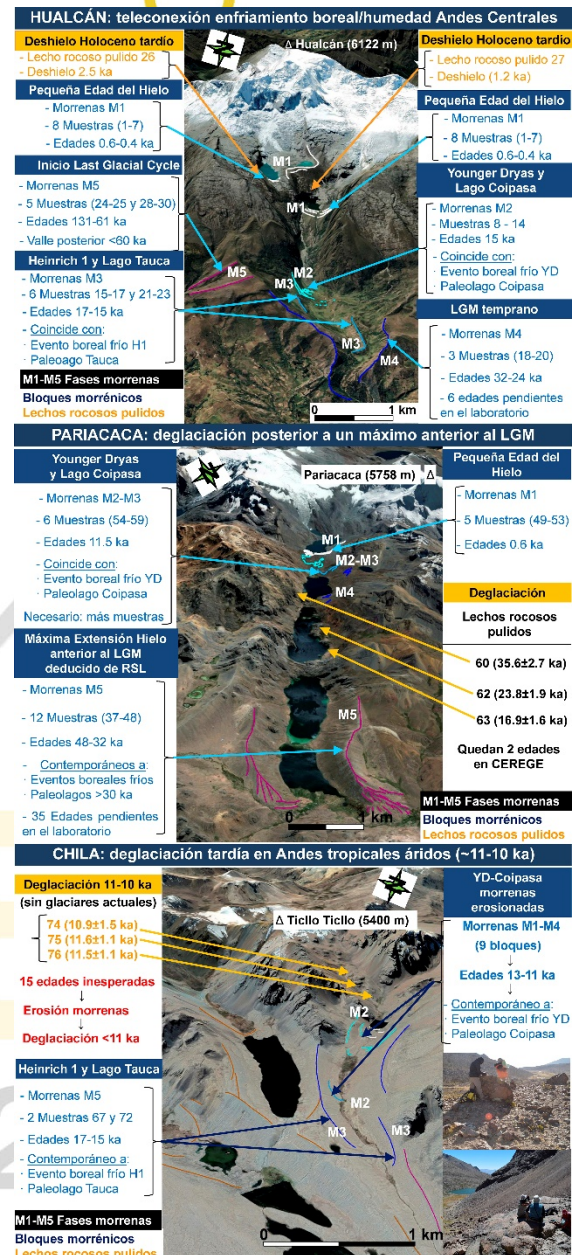 HUALCÁN: teleconexión enfriamiento boreal/humedad Andes Centrales
Deshielo Holoceno tardío
- Lecho rocoso pulido 26
- Deshielo 2.5 ka
Pequeña Edad del Hielo
- Morrenas M1
- 8 Muestras (1-7)
- Edades 0.6-0.4 ka
Inicio Last Glacial Cycle
- Morrenas M5
- 5 Muestras (24-25 y 28-30)
- Edades 131-61 ka
- Valle posterior <60 ka
Heinrich 1 y Lago Tauca
- Morrenas M3
- 6 Muestras 15-17 y 21-23
- Edades 17-15 ka
- Coincide con:
· Evento boreal frío H1
· Paleoago Tauca
M1-M5 Fases morrenas
Bloques morrénicos
Lechos rocosos pulidos
Δ Hualcán (6122 m)
M1
M1
M5
M2
M3
M3
M4
0 1 km
Deshielo Holoceno tardio
- Lecho rocoso pulido 27
- Deshielo (1.2 ka)
Pequeña Edad del Hielo
- Morrenas M1
- 8 Muestras (1-7)
- Edades 0.6-0.4 ka
Younger Dryas y
Lago Coipasa
- Morrenas M2
- Muestras 8 - 14
- Edades 15 ka
- Coincide con:
· Evento boreal frío YD
· Paleolago Coipasa
LGM temprano
- Morrenas M4
- 3 Muestras (18-20)
- Edades 32-24 ka
- 6 edades pendientes
en el laboratorio
PARIACACA: deglaciación posterior a un máximo anterior al LGM
Younger Dryas
y Lago Coipasa
- Morrenas M2-M3
- 6 Muestras (54-59)
- Edades 11.5 ka
- Coincide con:
· Evento boreal frío YD
· Paleolago Coipasa
Necesario: más muestras
Máxima Extensión Hielo
anterior al LGM
deducido de RSL
- Morrenas M5
- 12 Muestras (37-48)
- Edades 48-32 ka
- Contemporáneo a:
· Eventos boreales fríos
· Paleolagos >30 ka
- 35 Edades pendientes
en el laboratorio
Pariacaca (5758 m) Δ
M1
M2-M3
M4
M5
0 1 km
Pequeña Edad del
Hielo
- Morrenas M1
- 5 Muestras (49-53)
- Edades 0.6 ka
Deglaciación
Lechos rocosos
pulidos
60 (35.6±2.7 ka)
62 (23.8±1.9 ka)
63 (16.9±1.6 ka)
Quedan 2 edades
en CEREGE
M1-M5 Fases morrenas
Bloques morrénicos
Lechos rocosos pulidos
CHILA: deglaciación tardía en Andes tropicales áridos (~11-10 ka)
Deglaciación 11-10 ka
(sin glaciares actuales)
74 (10.9±1.5 ka)
75 (11.6±1.1 ka)
76 (11.5±1.1 ka)
15 edades inesperadas
Erosión morrenas
Deglaciación <11 ka
Heinrich 1 y Lago Tauca
- Morrenas M5
- 2 Muestras 67 y 72
- Edades 17-15 ka
- Contemporáneo a:
· Evento boreal frío H1
· Paleolago Tauca
M1-M5 Fases morrenas
Bloques morrénicos
Lechos rocosos pulidos
Δ Ticllo Ticllo (5400 m)
M2
M2
M3
M3
0 1 km
YD-Coipasa
morrenas
erosionadas
Morrenas M1-M4
(9 bloques)
Edades 13-11 ka
- Contemporáneo a:
· Evento boreal frío YD
· Paleolago Coipasa